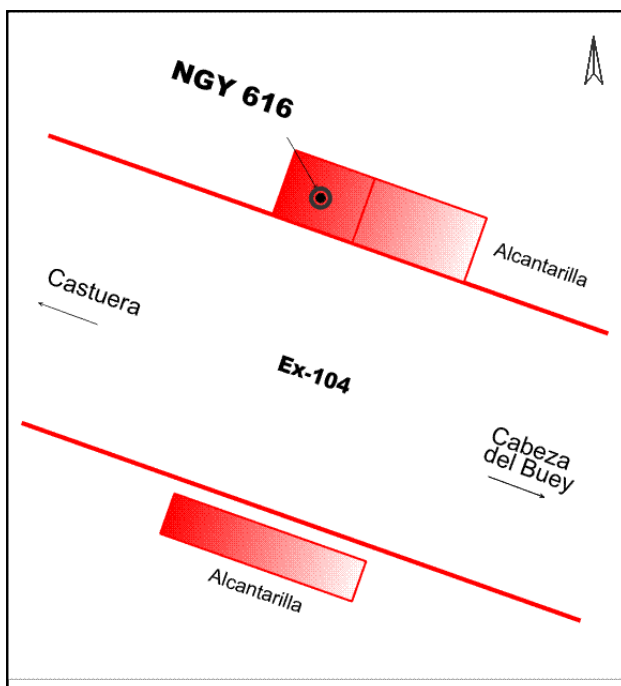 NGY 616
Alcantarilla
Castuera
Ex-104
Cabeza
del Buey
Alcantarilla